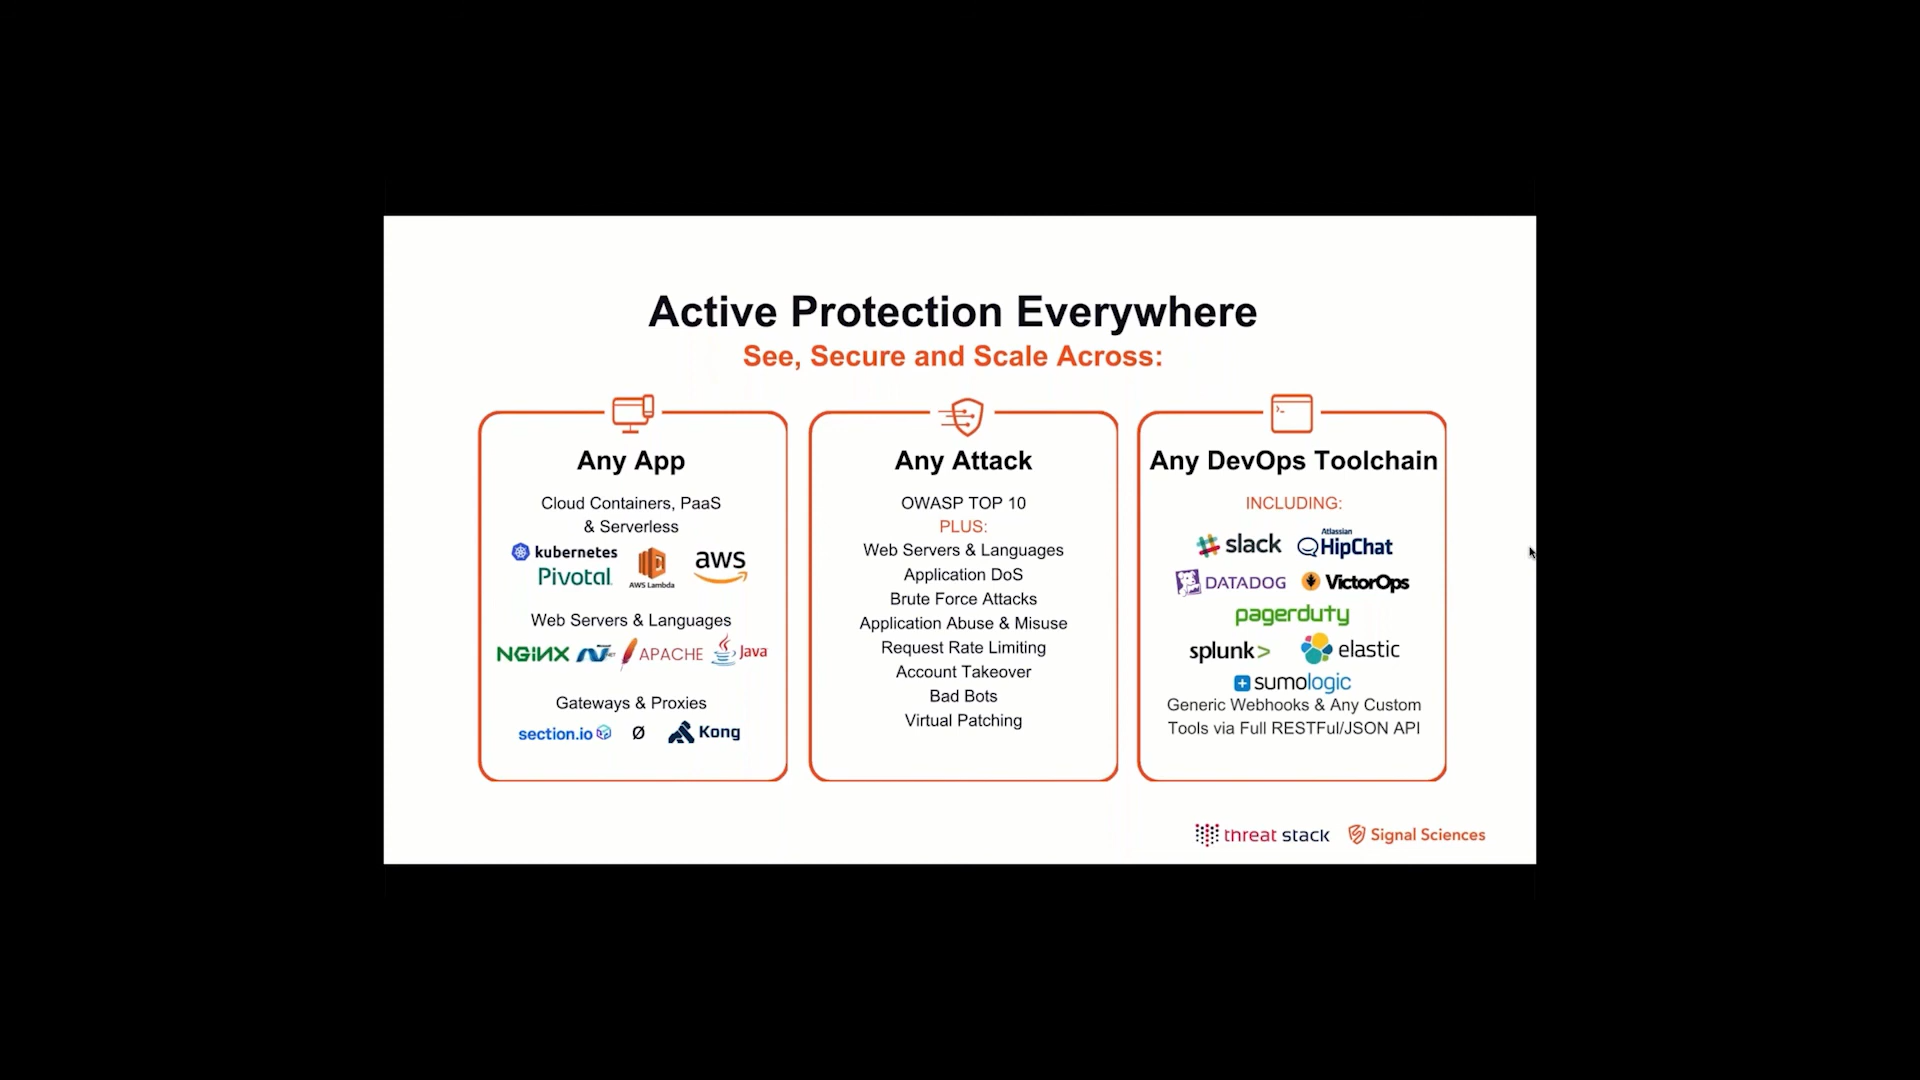 Active Protection Everywhere
See, Secure and Scale Across:
Any App
Cloud Containers, PaaS
& Serverless
kubernetes
Pivotal
AWS Lambda
aws
Web Servers & Languages
NGINX .NET APACHE Java
Gateways & Proxies
section.io Ø Kong
Any Attack
OWASP TOP 10
PLUS:
Web Servers & Languages
Application DoS
Brute Force Attacks
Application Abuse & Misuse
Request Rate Limiting
Account Takeover
Bad Bots
Virtual Patching
Any DevOps Toolchain
INCLUDING:
slack Atlassian HipChat
DATADOG VictorOps
pagerduty
splunk> elastic
sumologic
Generic Webhooks & Any Custom
Tools via Full RESTFul/JSON API
threat stack Signal Sciences